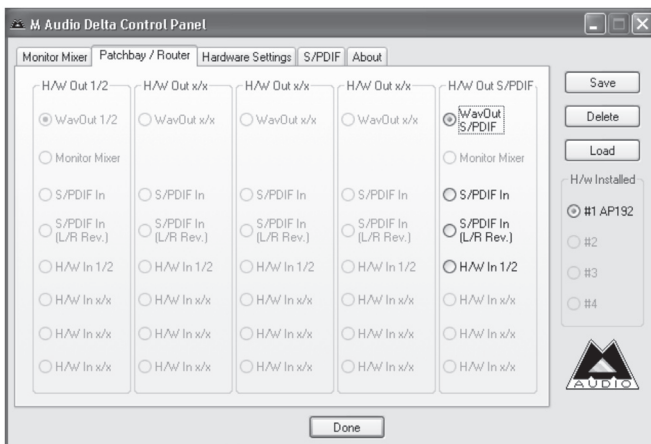 M Audio Delta Control Panel
Monitor Mixer Patchbay / Router Hardware Settings S/PDIF About
H/W Out 1/2
WavOut 1/2
Monitor Mixer
S/PDIF In
S/PDIF In
(L/R Rev.)
H/W In 1/2
H/W In x/x
H/W In x/x
H/W In x/x
H/W Out x/x
WavOut x/x
S/PDIF In
S/PDIF In
(L/R Rev.)
H/W In 1/2
H/W In x/x
H/W In x/x
H/W In x/x
H/W Out x/x
WavOut x/x
S/PDIF In
S/PDIF In
(L/R Rev.)
H/W In 1/2
H/W In x/x
H/W In x/x
H/W In x/x
H/W Out x/x
WavOut x/x
S/PDIF In
S/PDIF In
(L/R Rev.)
H/W In 1/2
H/W In x/x
H/W In x/x
H/W In x/x
H/W Out S/PDIF
WavOut
S/PDIF
Monitor Mixer
S/PDIF In
S/PDIF In
(L/R Rev.)
H/W In 1/2
H/W In x/x
H/W In x/x
H/W In x/x
Save
Delete
Load
H/w Installed
#1 AP192
#2
#3
#4
M
AUDIO
Done